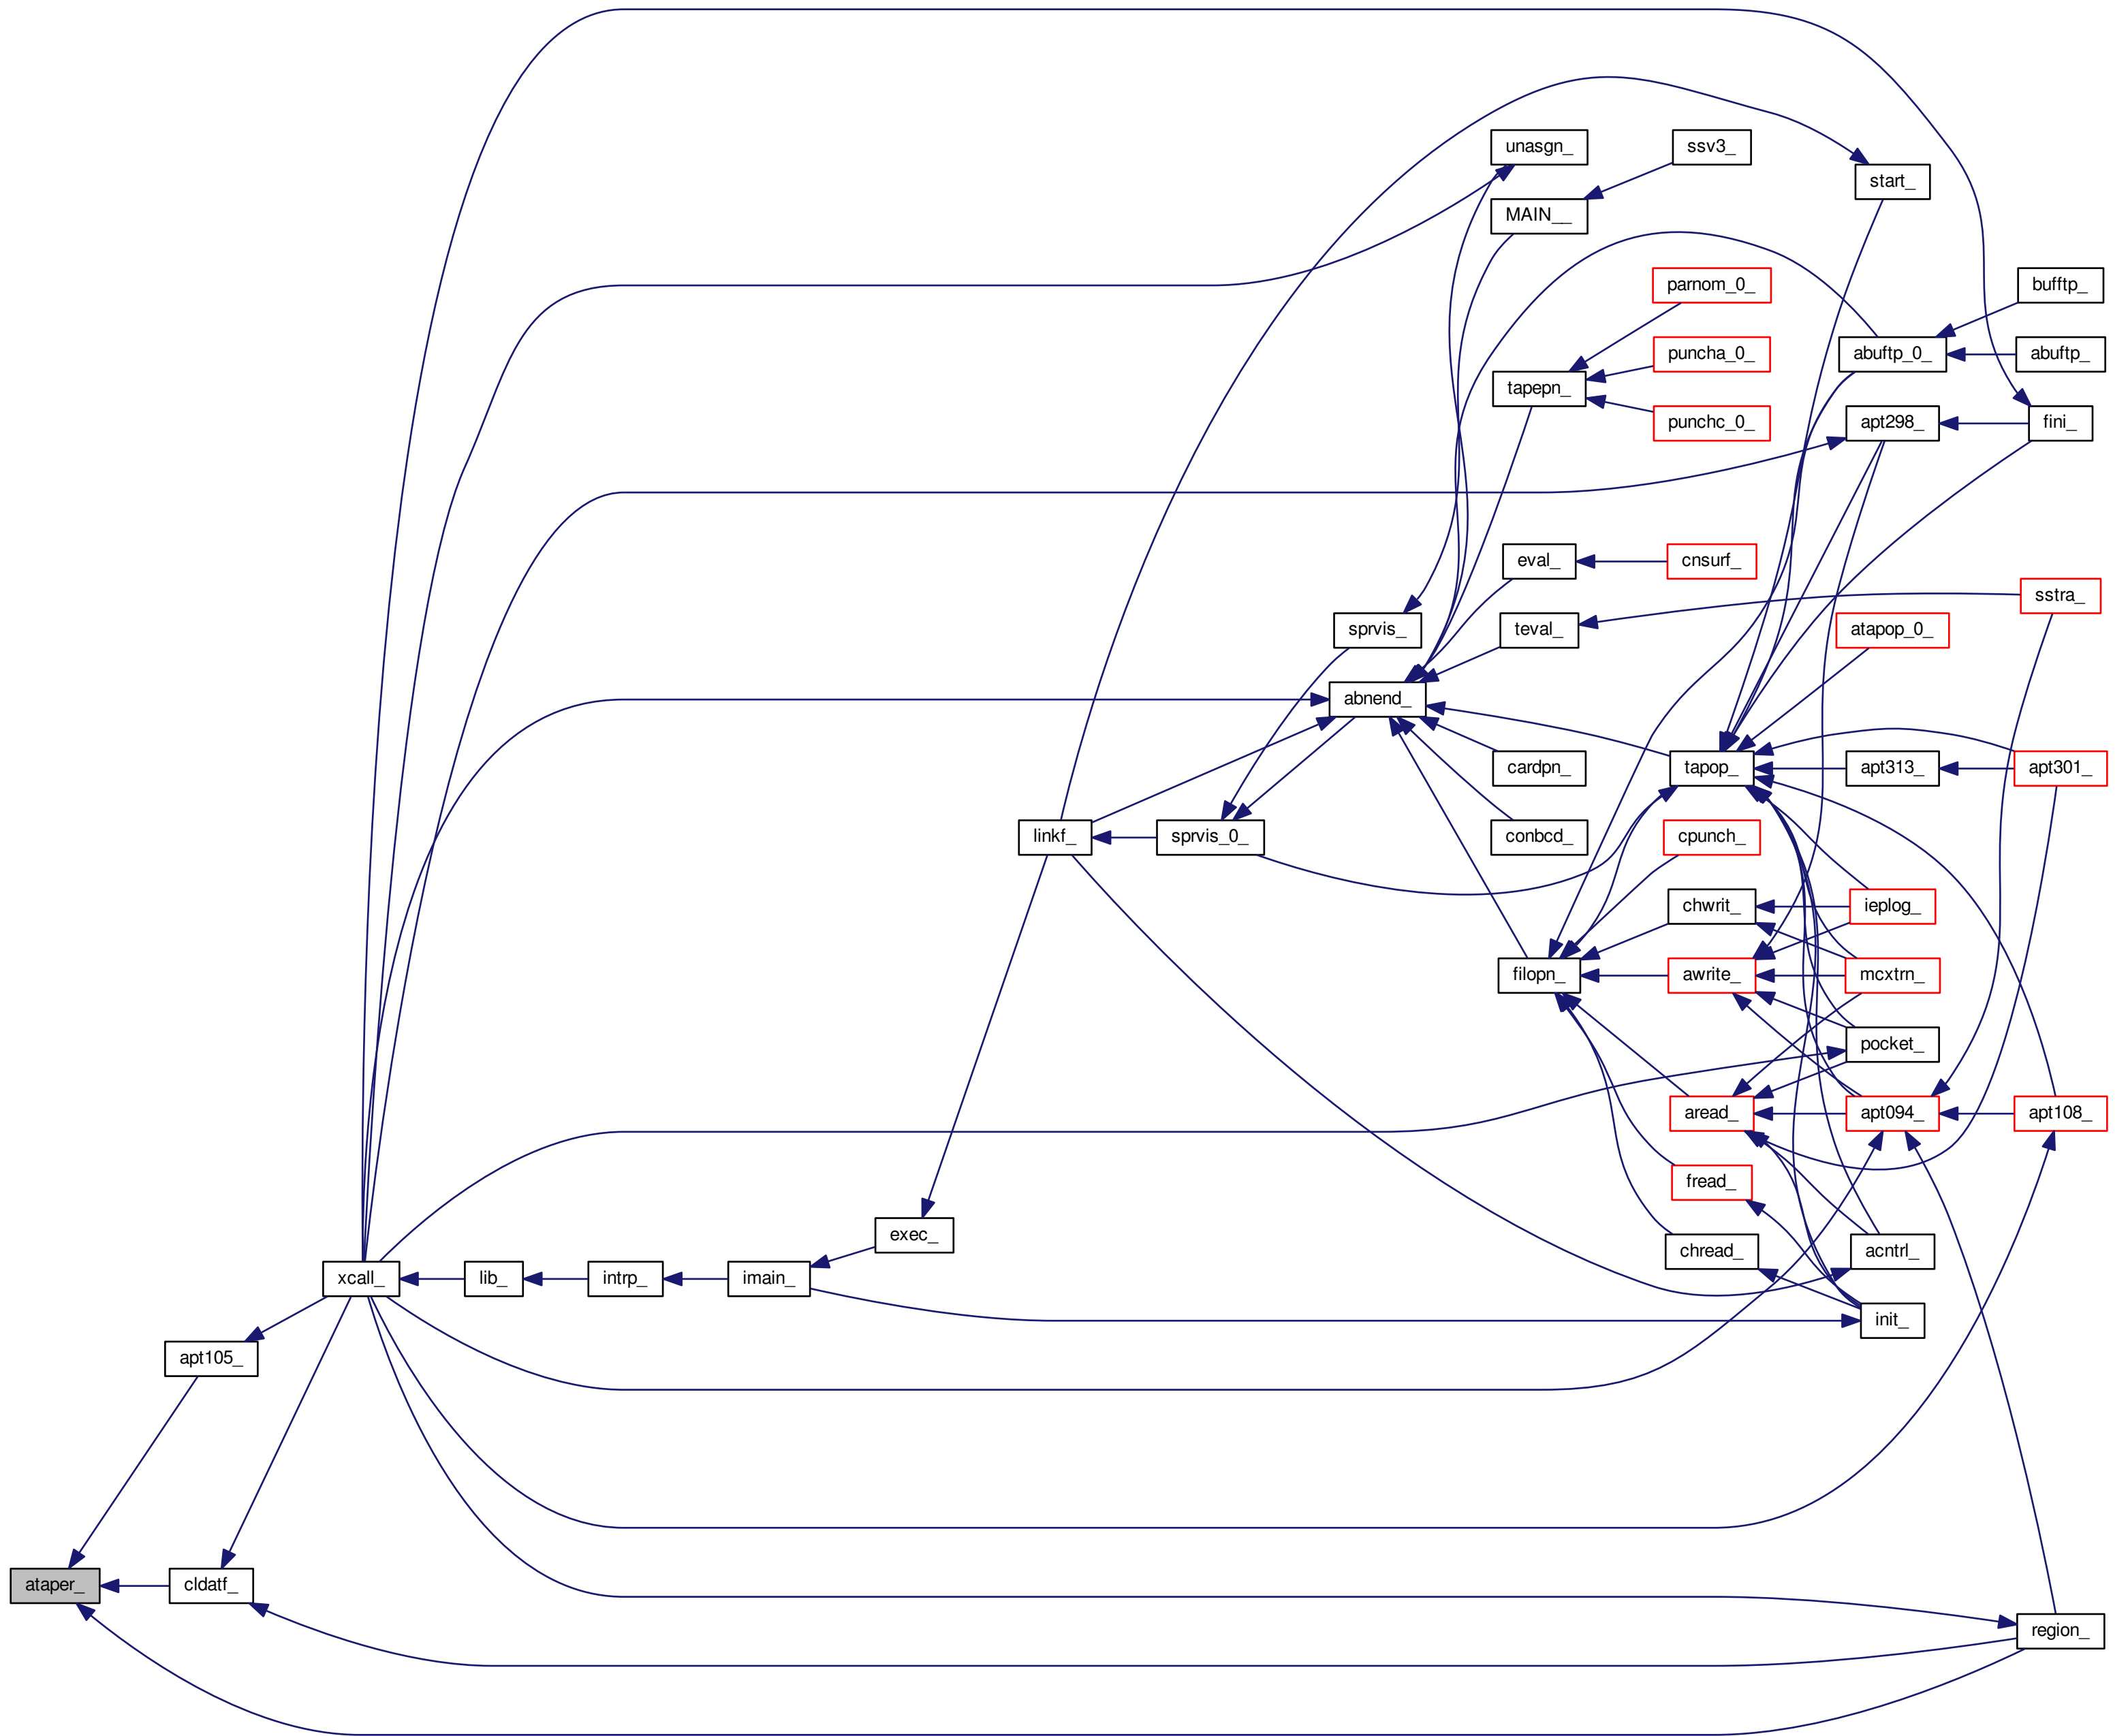 unasgn_
ssv3_
start_
MAIN__
parnom_0_
bufftp_
puncha_0_
abuftp_0_
abuftp_
tapepn_
punchc_0_
apt298_
fini_
eval_
cnsurf_
sstra_
sprvis_
teval_
atapop_0_
abnend_
cardpn_
tapop_
apt313_
apt301_
linkf_
sprvis_0_
conbcd_
cpunch_
chwrit_
ieplog_
filopn_
awrite_
mcxtrn_
pocket_
aread_
apt094_
apt108_
fread_
exec_
chread_
acntrl_
xcall_
lib_
intrp_
imain_
init_
apt105_
ataper_
cldatf_
region_